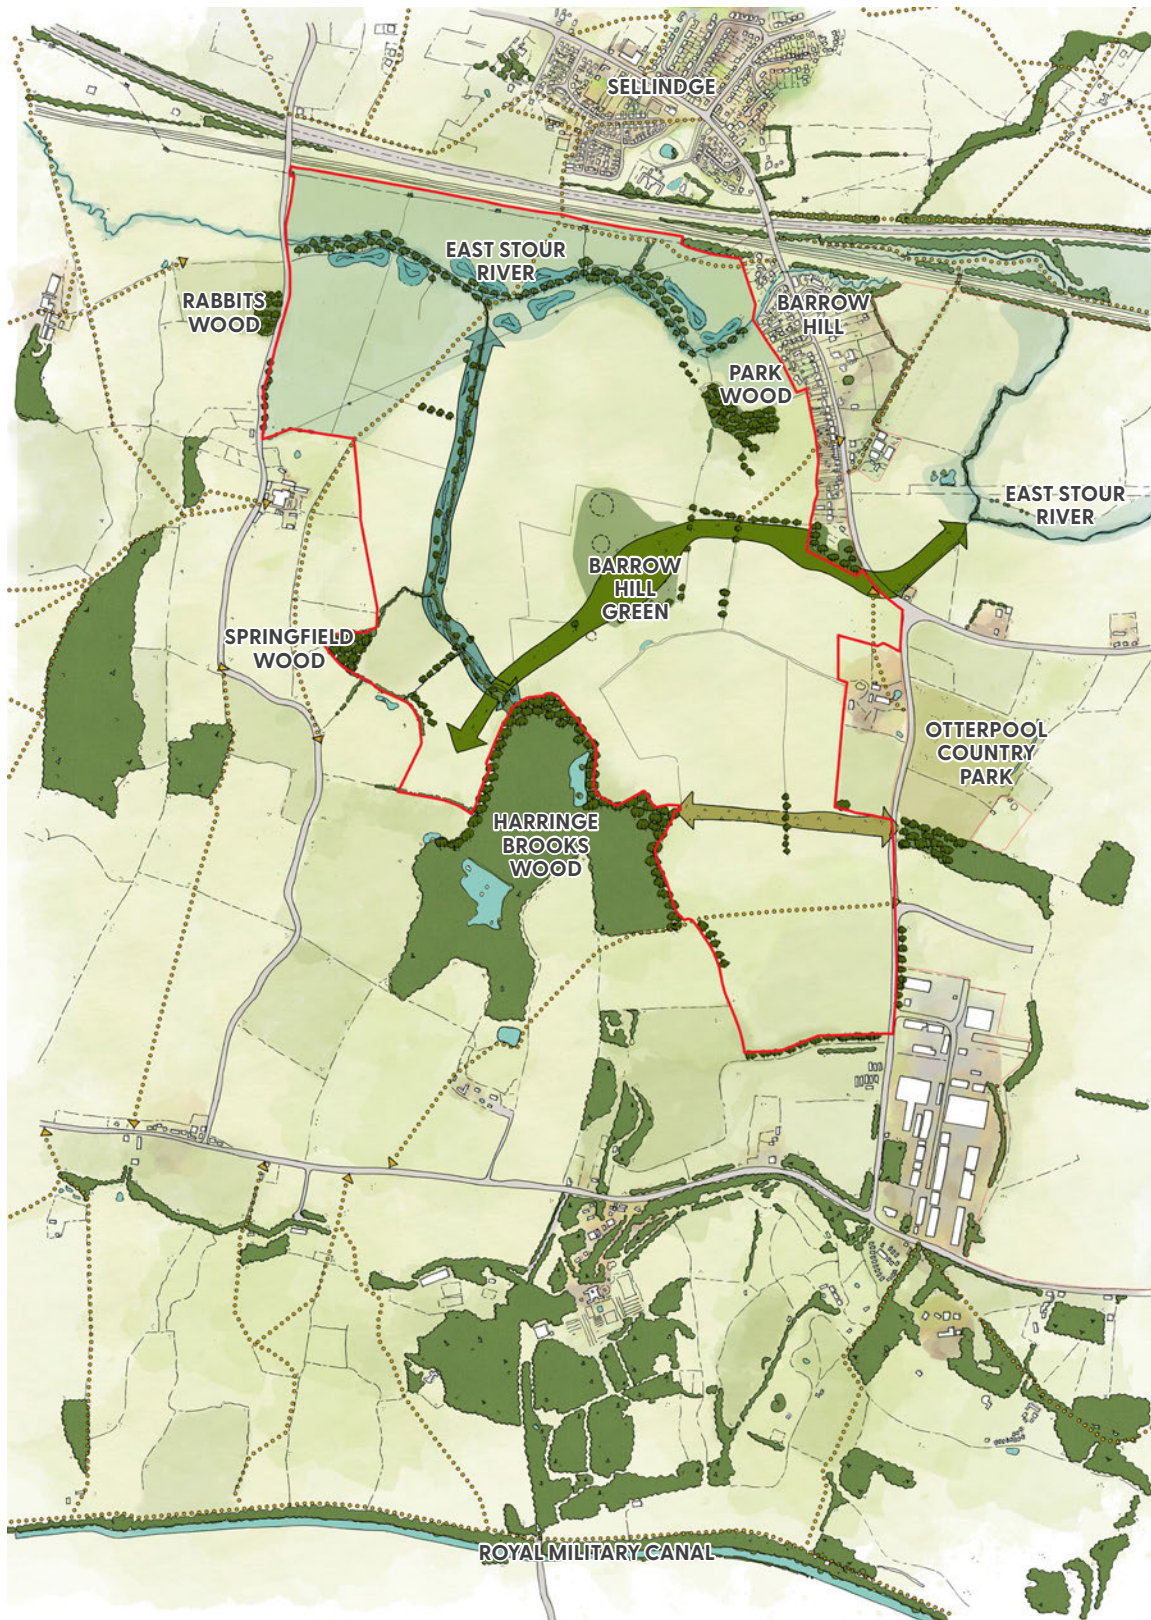 SELLINDGE
EAST STOUR
RIVER
RABBITS
WOOD
BARROW
HILL
PARK
WOOD
EAST STOUR
RIVER
BARROW
HILL
GREEN
SPRINGFIELD
WOOD
OTTERPOOL
COUNTRY
PARK
HARRINGE
BROOKS
WOOD
ROYAL MILITARY CANAL